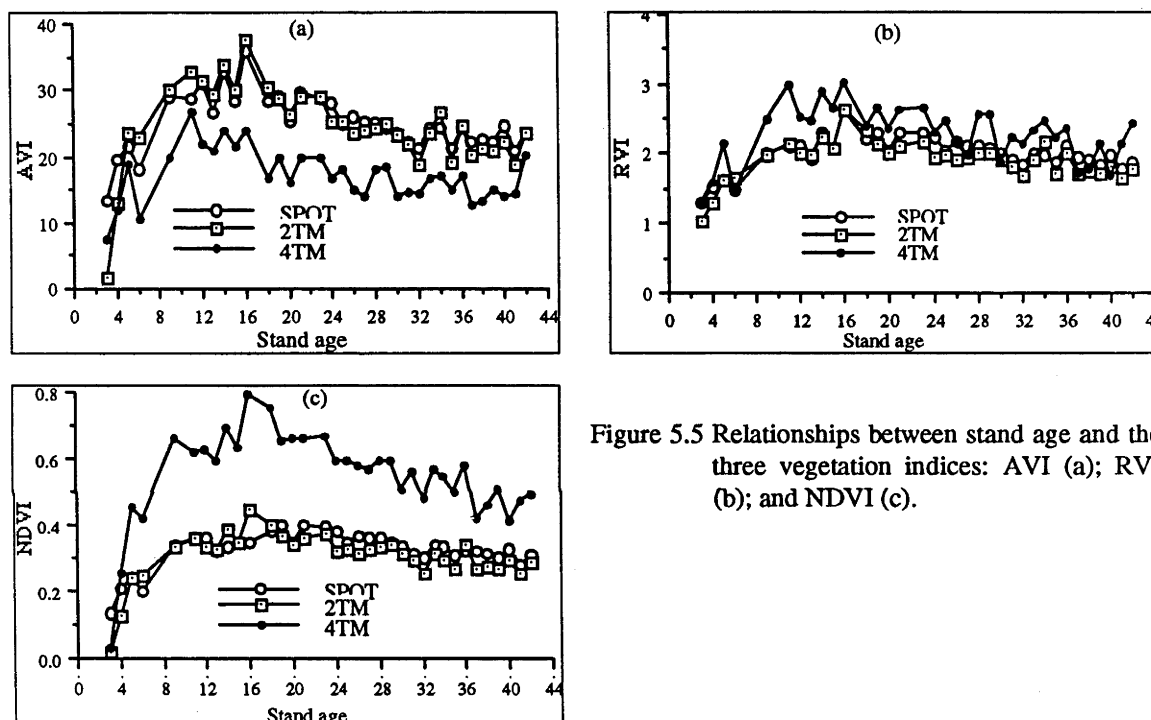 (a)
40
30
20
10
0
AVI
SPOT
2TM
4TM
0 4 8 12 16 20 24 28 32 36 40 44
Stand age
(b)
4
3
2
1
0
RVI
SPOT
2TM
4TM
0 4 8 12 16 20 24 28 32 36 40 44
Stand age
(c)
0.8
0.6
0.4
0.2
0.0
NDVI
SPOT
2TM
4TM
0 4 8 12 16 20 24 28 32 36 40 44
Stand age
Figure 5.5 Relationships between stand age and the
three vegetation indices: AVI (a); RV
(b); and NDVI (c).